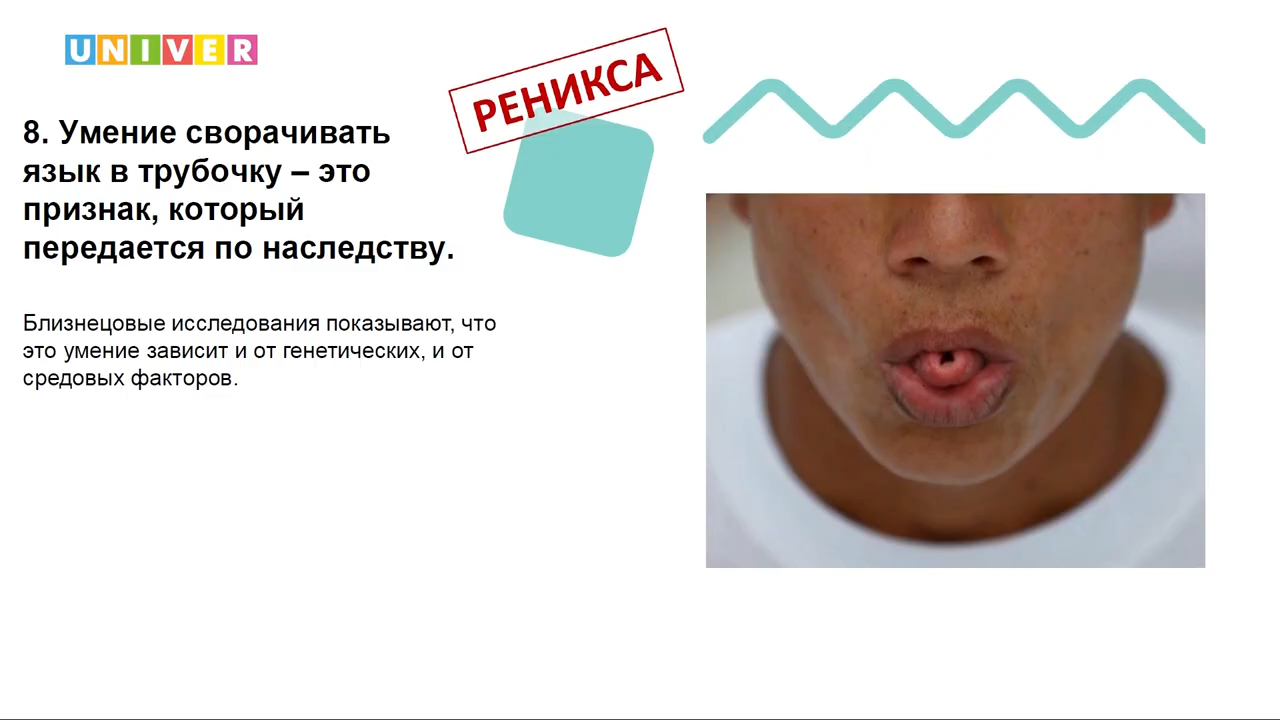 UNIVER
РЕНИКСА
8. Умение сворачивать
язык в трубочку – это
признак, который
передается по наследству.
Близнецовые исследования показывают, что
это умение зависит и от генетических, и от
средовых факторов.